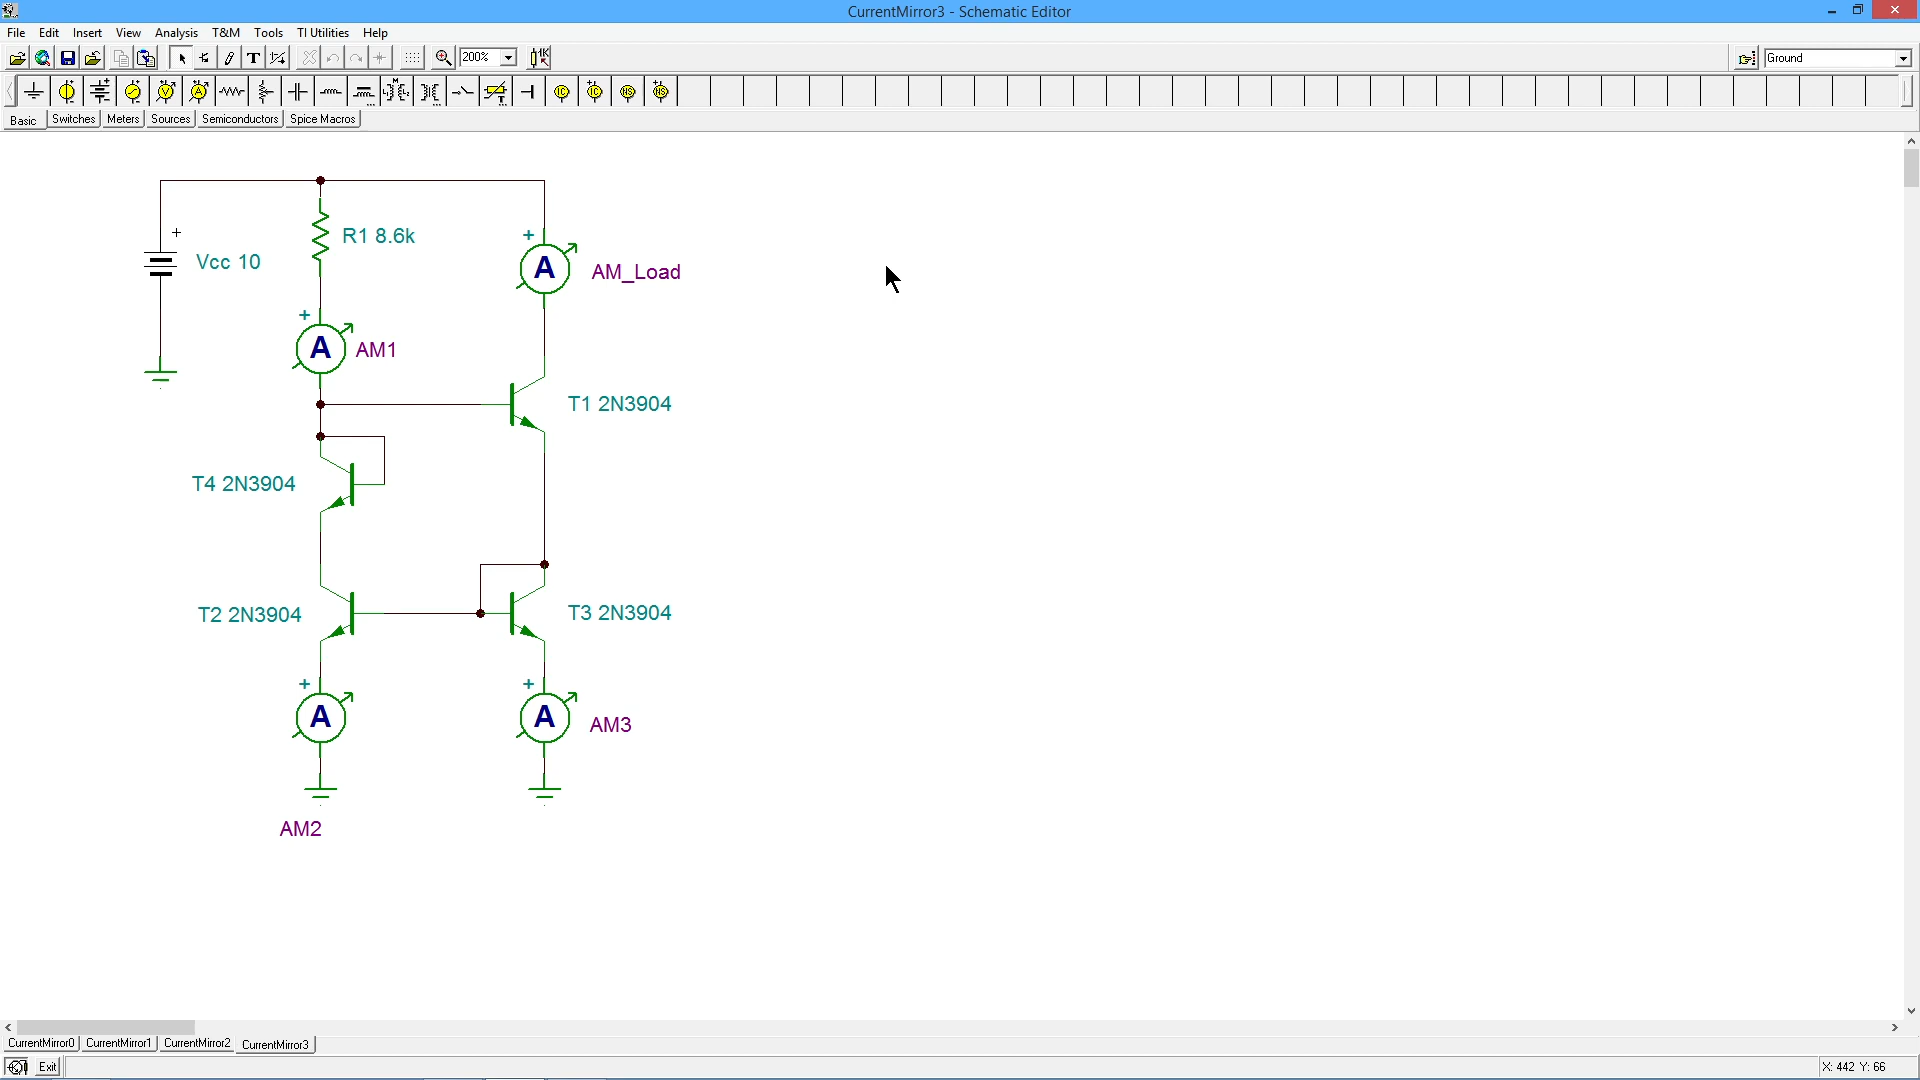 CurrentMirror3 - Schematic Editor
File Edit Insert View Analysis T&M Tools TI Utilities Help
T 200% Ground
Basic Switches Meters Sources Semiconductors Spice Macros
+
Vcc 10
R1 8.6k
+
A
AM_Load
+
A
AM1
T1 2N3904
T4 2N3904
T2 2N3904
T3 2N3904
+
A
+
A
AM3
AM2
CurrentMirror0 CurrentMirror1 CurrentMirror2 CurrentMirror3
Exit
X: 442 Y: 66